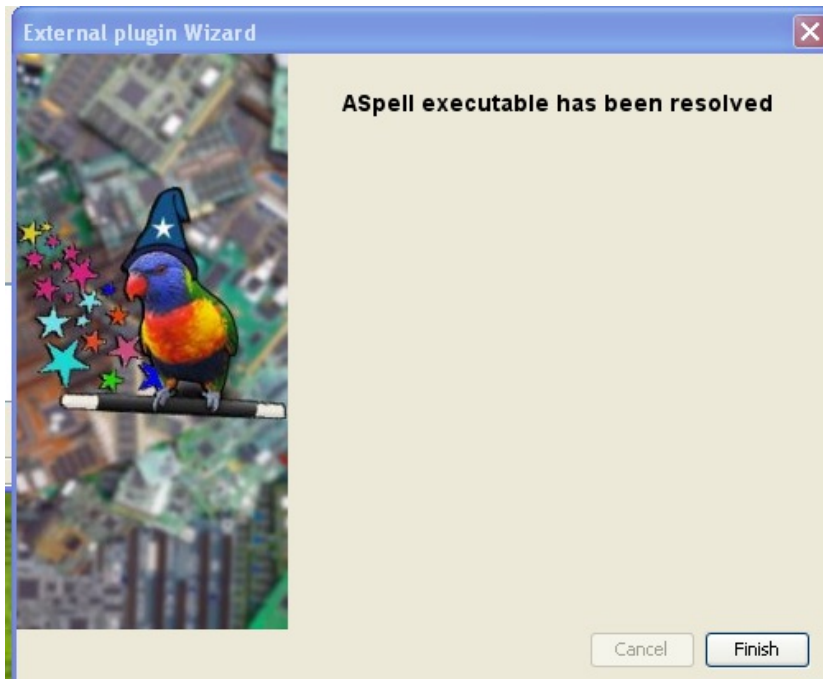 External plugin Wizard
ASpell executable has been resolved
Cancel
Finish